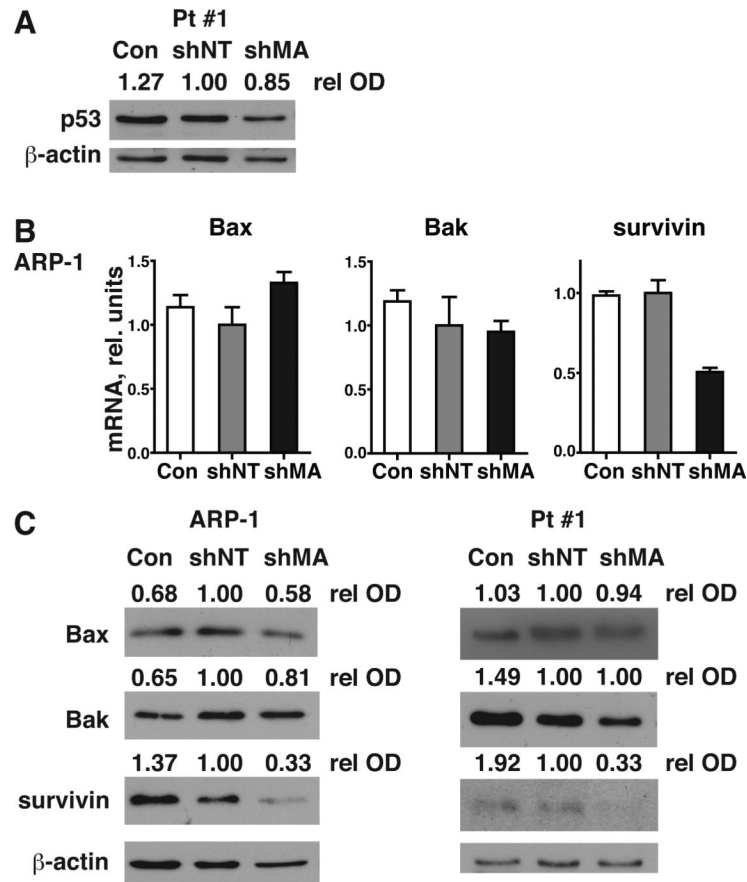 A
Pt #1
Con shNT shMA
1.27 1.00 0.85 rel OD
p53
β-actin
B
ARP-1
Bax
mRNA, rel. units
1.5
1.0
0.5
0.0
Con shNT shMA
Bak
1.5
1.0
0.5
0.0
Con shNT shMA
survivin
1.0
0.5
0.0
Con shNT shMA
C
ARP-1
Con shNT shMA
0.68 1.00 0.58 rel OD
Bax
0.65 1.00 0.81 rel OD
Bak
1.37 1.00 0.33 rel OD
survivin
β-actin
Pt #1
Con shNT shMA
1.03 1.00 0.94 rel OD
1.49 1.00 1.00 rel OD
1.92 1.00 0.33 rel OD